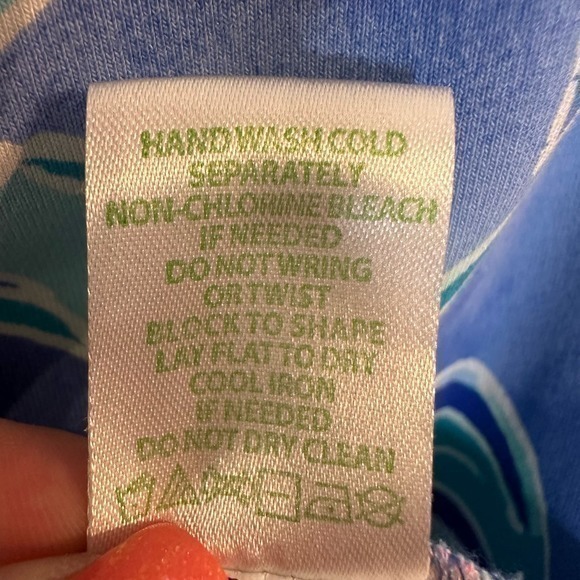 HAND WASH COLD
SEPARATELY
NON-CHLORINE BLEACH
IF NEEDED
DO NOT WRING
OR TWIST
BLOCK TO SHAPE
LAY FLAT TO DRY
COOL IRON
IF NEEDED
DO NOT DRY CLEAN